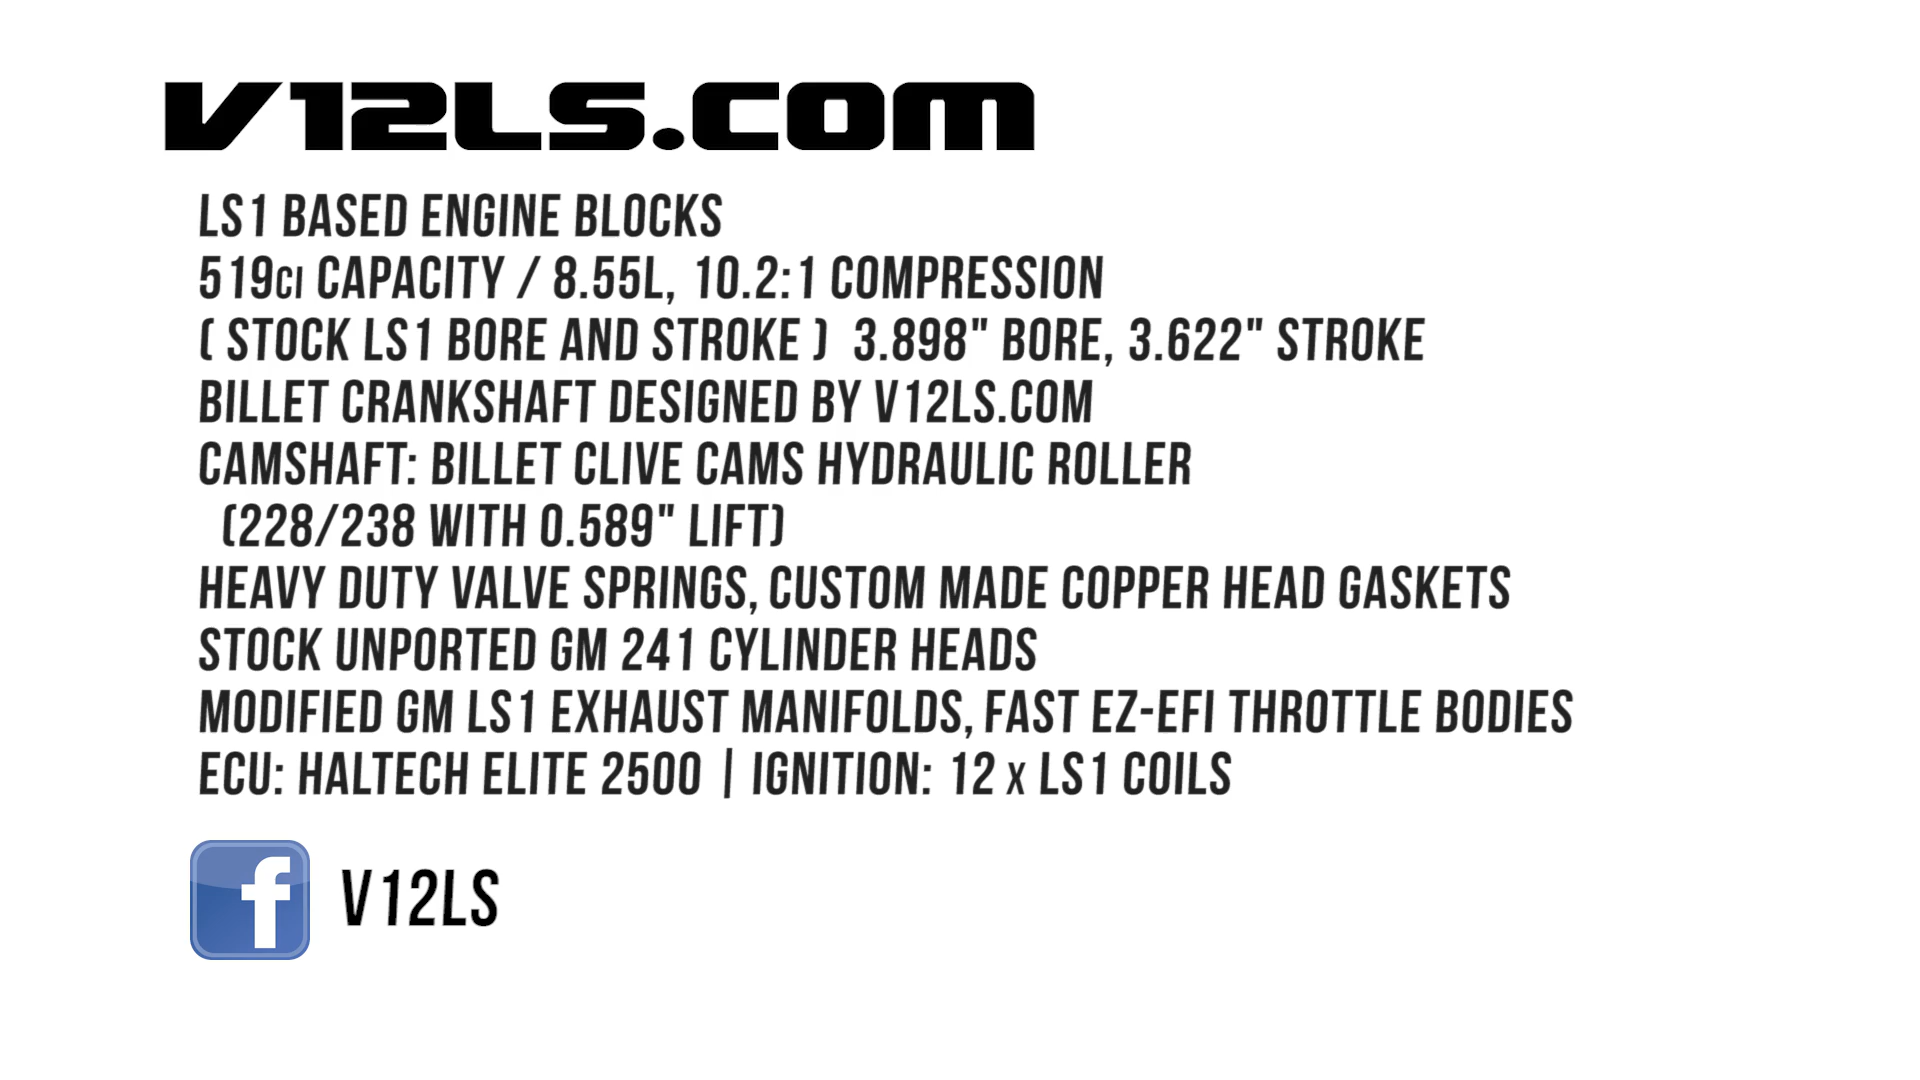 V12LS.COM
LS1 BASED ENGINE BLOCKS
519CI CAPACITY / 8.55L, 10.2:1 COMPRESSION
( STOCK LS1 BORE AND STROKE ) 3.898" BORE, 3.622" STROKE
BILLET CRANKSHAFT DESIGNED BY V12LS.COM
CAMSHAFT: BILLET CLIVE CAMS HYDRAULIC ROLLER
(228/238 WITH 0.589" LIFT)
HEAVY DUTY VALVE SPRINGS, CUSTOM MADE COPPER HEAD GASKETS
STOCK UNPORTED GM 241 CYLINDER HEADS
MODIFIED GM LS1 EXHAUST MANIFOLDS, FAST EZ-EFI THROTTLE BODIES
ECU: HALTECH ELITE 2500 | IGNITION: 12 X LS1 COILS
f V12LS